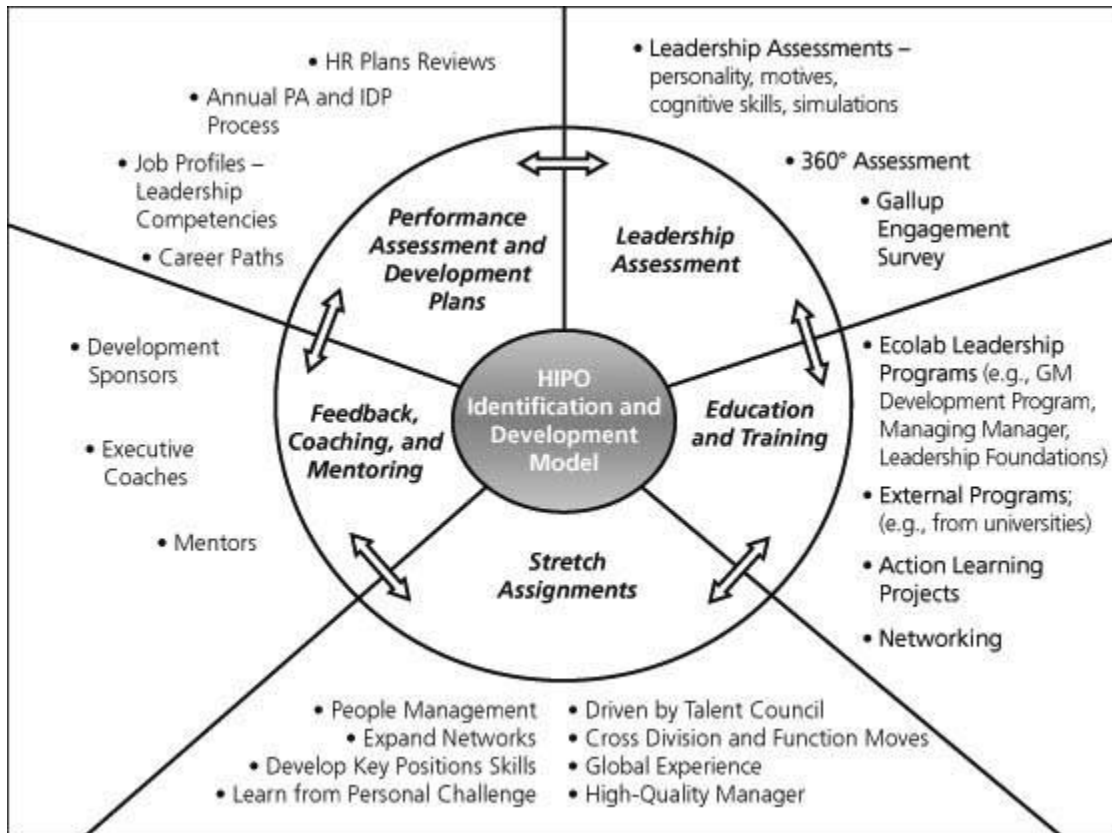 • HR Plans Reviews
• Annual PA and IDP
Process
• Job Profiles –
Leadership
Competencies
• Career Paths
• Leadership Assessments –
personality, motives,
cognitive skills, simulations
• 360° Assessment
• Gallup
Engagement
Survey
Performance
Assessment and
Development
Plans
Leadership
Assessment
HIPO
Identification and
Development
Model
Feedback,
Coaching, and
Mentoring
Education
and Training
Stretch
Assignments
• Development
Sponsors
• Executive
Coaches
• Mentors
• Ecolab Leadership
Programs (e.g., GM
Development Program,
Managing Manager,
Leadership Foundations)
• External Programs;
(e.g., from universities)
• Action Learning
Projects
• Networking
• People Management
• Expand Networks
• Develop Key Positions Skills
• Learn from Personal Challenge
• Driven by Talent Council
• Cross Division and Function Moves
• Global Experience
• High-Quality Manager